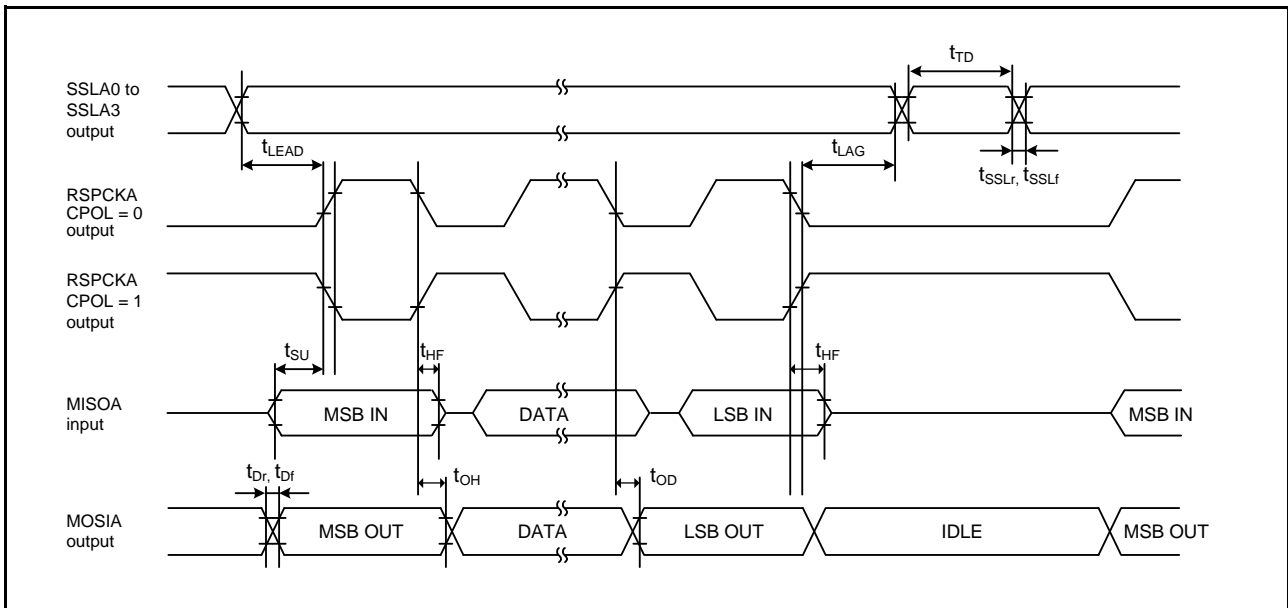 tTD
SSLA0 to
SSLA3
output
tLEAD
tLAG
tSSLr, tSSLf
RSPCKA
CPOL = 0
output
RSPCKA
CPOL = 1
output
tSU
tHF
tHF
MISOA
input
MSB IN
DATA
LSB IN
MSB IN
tDr, tDf
tOH
tOD
MOSIA
output
MSB OUT
DATA
LSB OUT
IDLE
MSB OUT